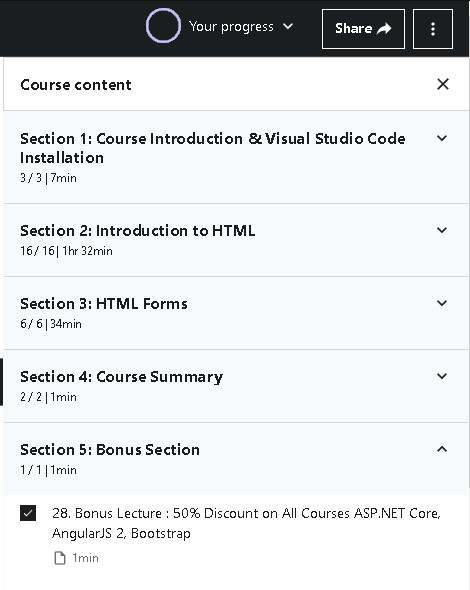 Your progress
Share
Course content
Section 1: Course Introduction & Visual Studio Code
Installation
3 / 3 | 7min
Section 2: Introduction to HTML
16 / 16 | 1hr 32min
Section 3: HTML Forms
6 / 6 | 34min
Section 4: Course Summary
2 / 2 | 1min
Section 5: Bonus Section
1 / 1 | 1min
28. Bonus Lecture : 50% Discount on All Courses ASP.NET Core,
AngularJS 2, Bootstrap
1min